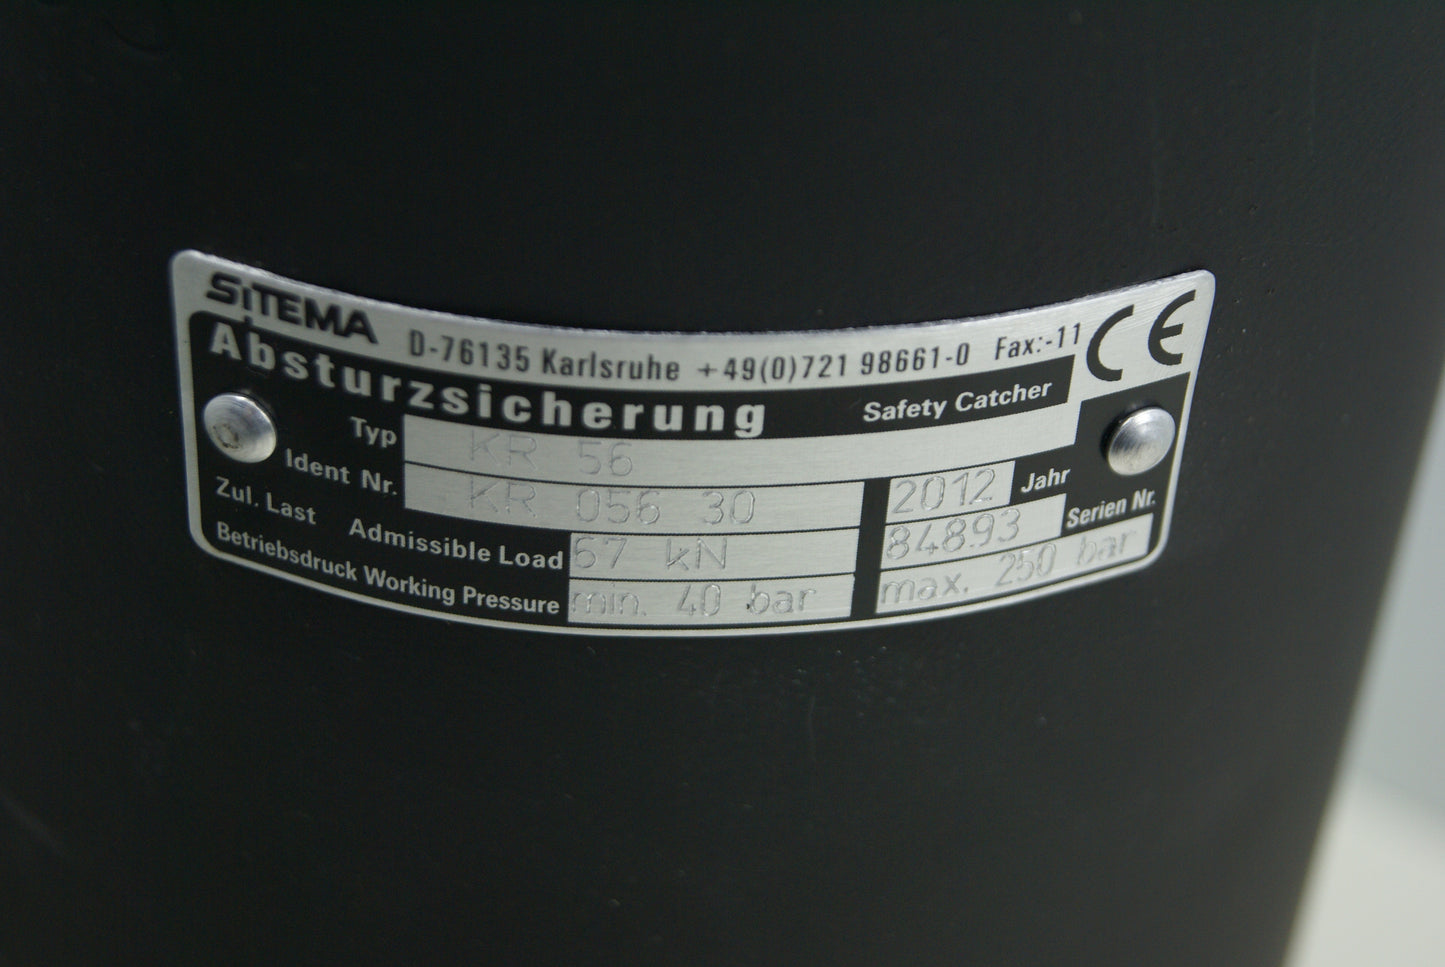 SiTEMA D-76135 Karlsruhe +49(0)721 98661-0 Fax:-11 CE
Absturzsicherung Safety Catcher
Typ KR 56
Ident Nr. KR 056 30 2012 Jahr
Zul. Last Admissible Load 67 kN 84893 Serien Nr.
Betriebsdruck Working Pressure min. 40 bar max. 250 bar